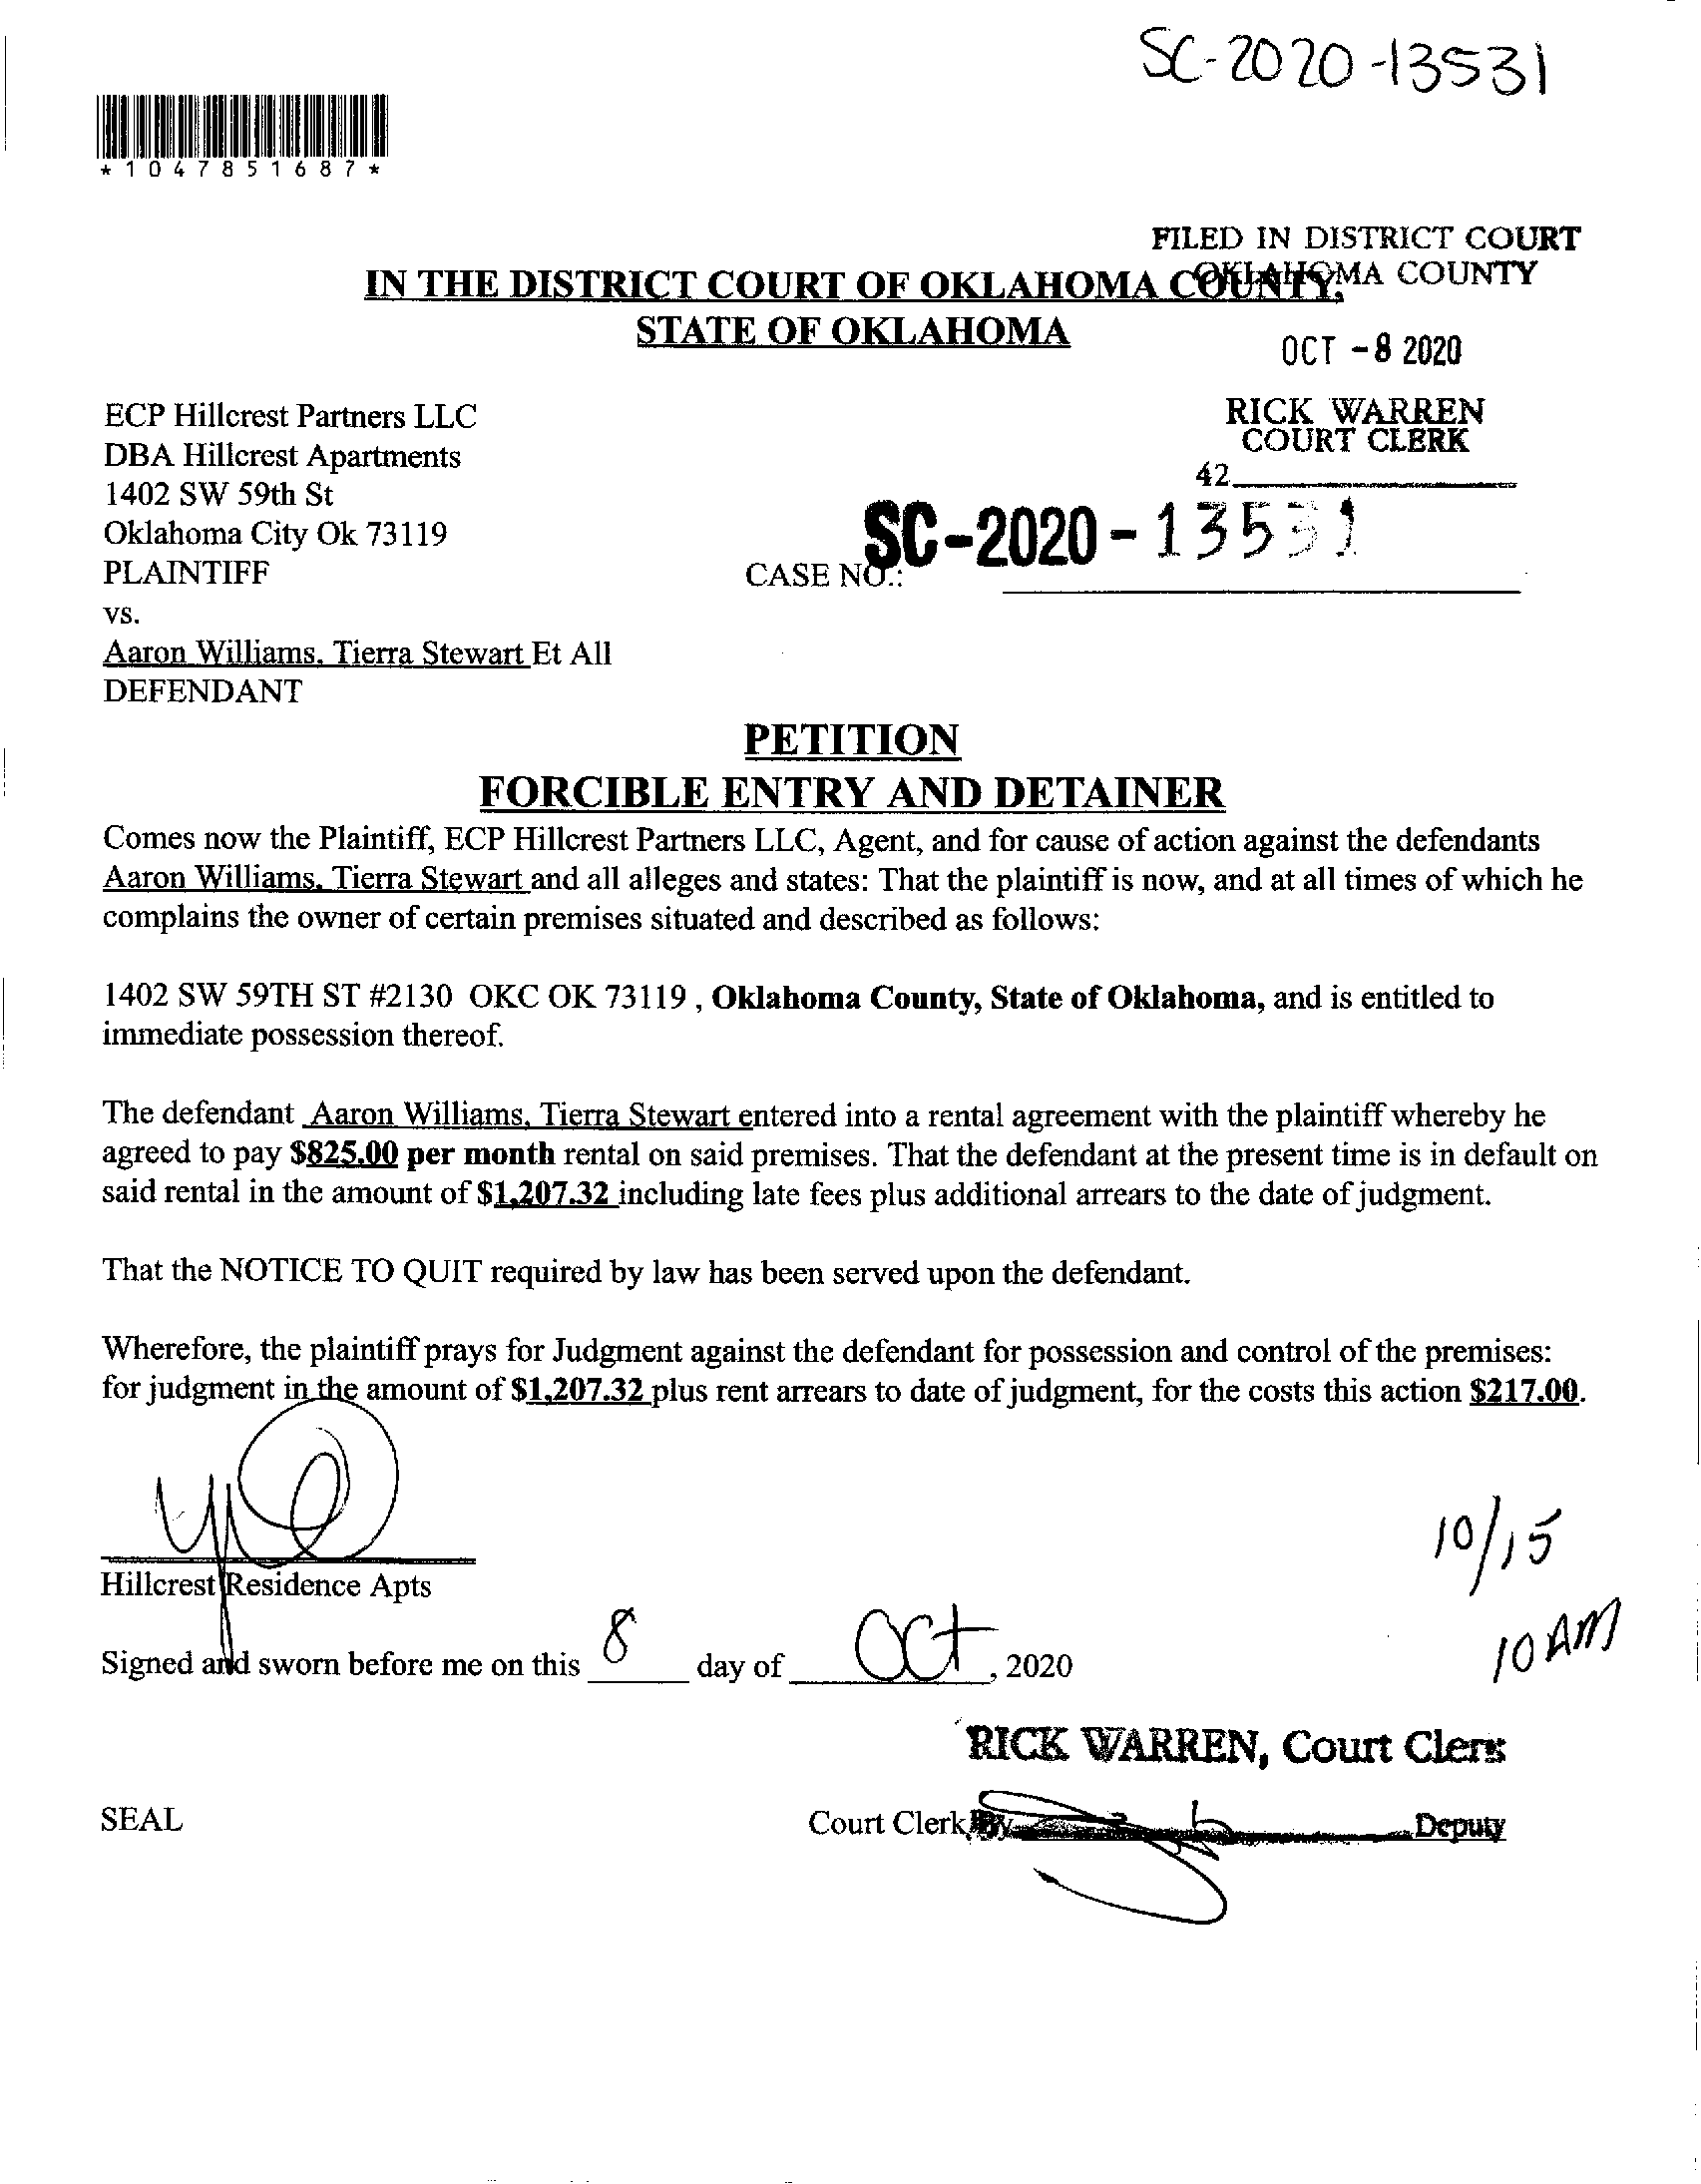 SC-2020-13531
*1047851687*
FILED IN DISTRICT COURT
OKLAHOMA COUNTY
IN THE DISTRICT COURT OF OKLAHOMA COUNTY,
STATE OF OKLAHOMA
OCT -8 2020
RICK WARREN
COURT CLERK
42
ECP Hillcrest Partners LLC
DBA Hillcrest Apartments
1402 SW 59th St
Oklahoma City Ok 73119
PLAINTIFF
CASE NO.: SC-2020-13531
vs.
Aaron Williams, Tierra Stewart Et All
DEFENDANT
PETITION
FORCIBLE ENTRY AND DETAINER
Comes now the Plaintiff, ECP Hillcrest Partners LLC, Agent, and for cause of action against the defendants
Aaron Williams, Tierra Stewart and all alleges and states: That the plaintiff is now, and at all times of which he
complains the owner of certain premises situated and described as follows:
1402 SW 59TH ST #2130 OKC OK 73119 , Oklahoma County, State of Oklahoma, and is entitled to
immediate possession thereof.
The defendant Aaron Williams, Tierra Stewart entered into a rental agreement with the plaintiff whereby he
agreed to pay $825.00 per month rental on said premises. That the defendant at the present time is in default on
said rental in the amount of $1,207.32 including late fees plus additional arrears to the date of judgment.
That the NOTICE TO QUIT required by law has been served upon the defendant.
Wherefore, the plaintiff prays for Judgment against the defendant for possession and control of the premises:
for judgment in the amount of $1,207.32 plus rent arrears to date of judgment, for the costs this action $217.00.
10/15
Hillcrest Residence Apts
10 AM
Signed and sworn before me on this 8 day of Oct, 2020
RICK WARREN, Court Clerk
SEAL
Court Clerk By Deputy